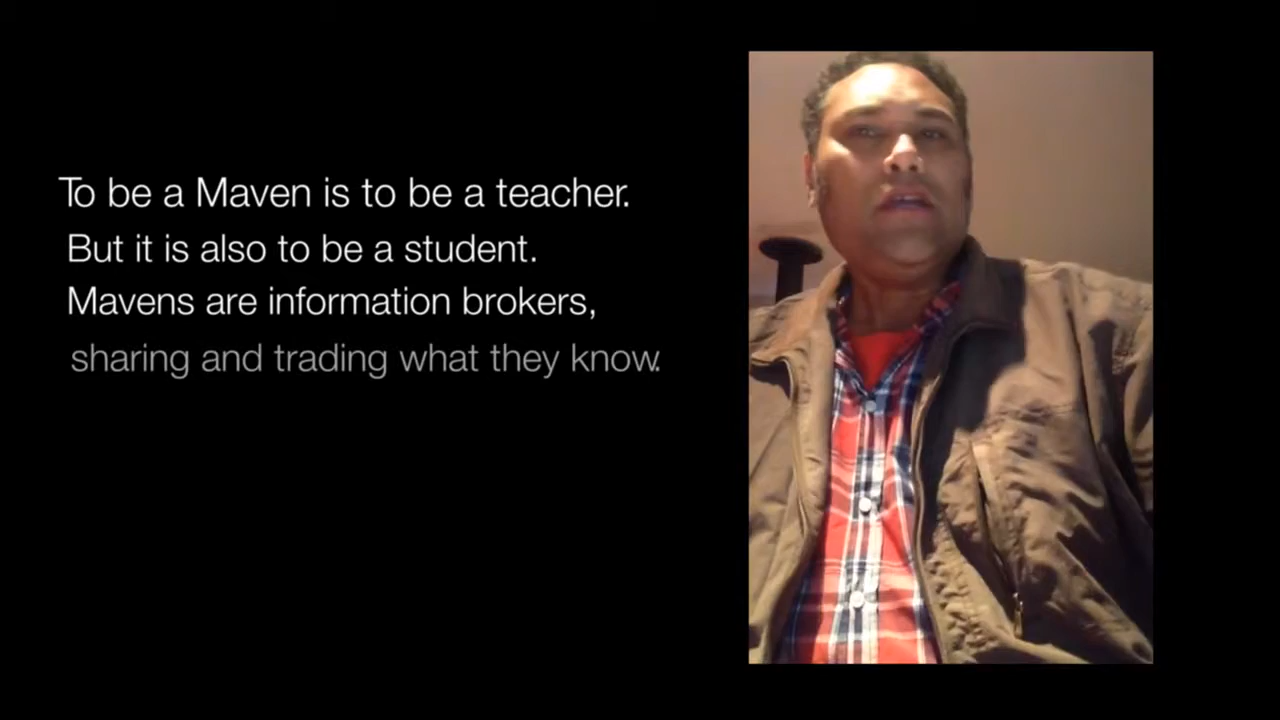 To be a Maven is to be a teacher.
But it is also to be a student.
Mavens are information brokers,
sharing and trading what they know.